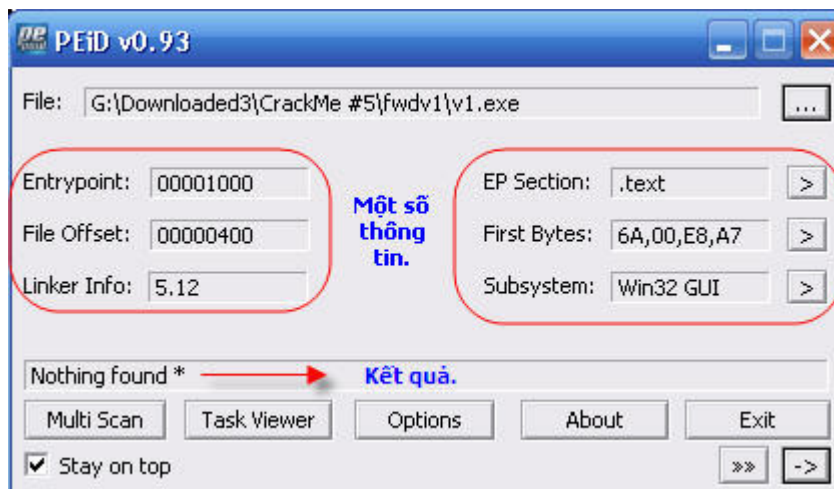 PEiD v0.93
File: G:\Downloaded3\CrackMe #5\fwdv1\v1.exe ...
Entrypoint: 00001000
File Offset: 00000400
Linker Info: 5.12
Một số
thông
tin.
EP Section: .text >
First Bytes: 6A,00,E8,A7 >
Subsystem: Win32 GUI >
Nothing found * Kết quả.
Multi Scan Task Viewer Options About Exit
Stay on top »» ->